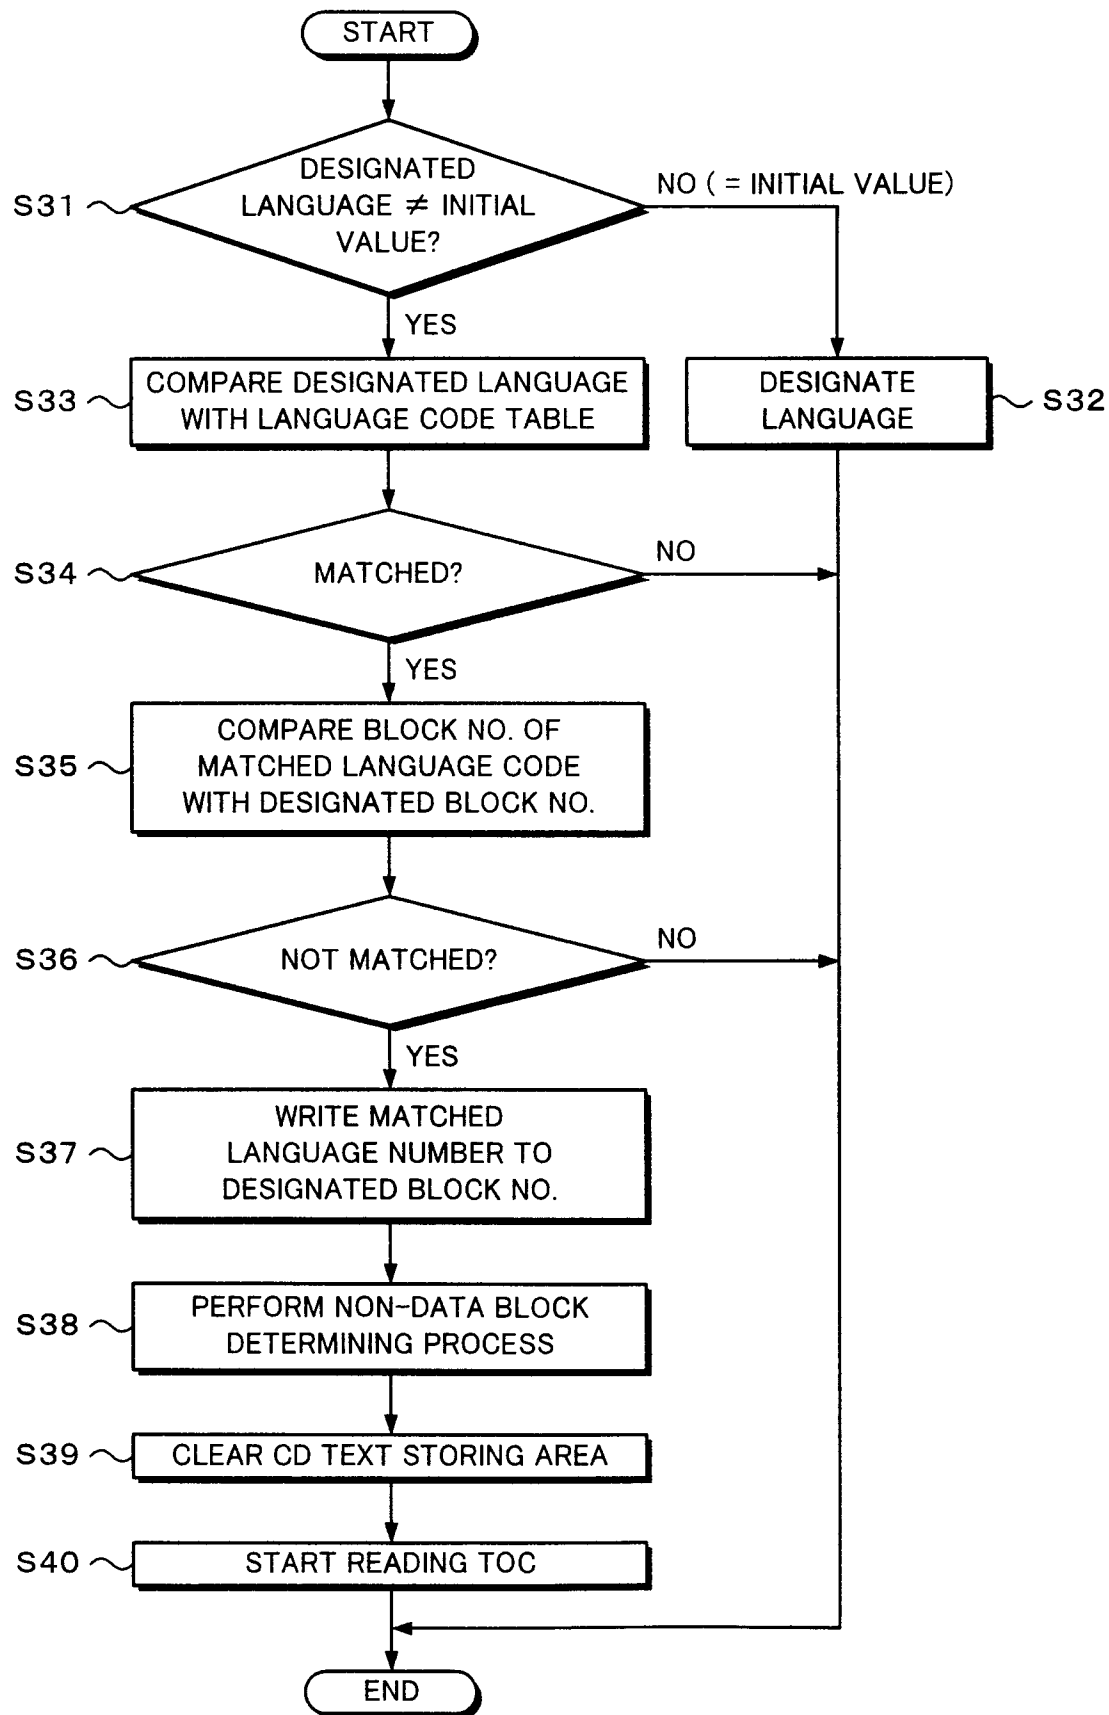 START
DESIGNATED
LANGUAGE ≠ INITIAL
VALUE?
S31
NO ( = INITIAL VALUE)
YES
S33
COMPARE DESIGNATED LANGUAGE
WITH LANGUAGE CODE TABLE
DESIGNATE
LANGUAGE
S32
S34
MATCHED?
NO
YES
S35
COMPARE BLOCK NO. OF
MATCHED LANGUAGE CODE
WITH DESIGNATED BLOCK NO.
S36
NOT MATCHED?
NO
YES
S37
WRITE MATCHED
LANGUAGE NUMBER TO
DESIGNATED BLOCK NO.
S38
PERFORM NON-DATA BLOCK
DETERMINING PROCESS
S39
CLEAR CD TEXT STORING AREA
S40
START READING TOC
END